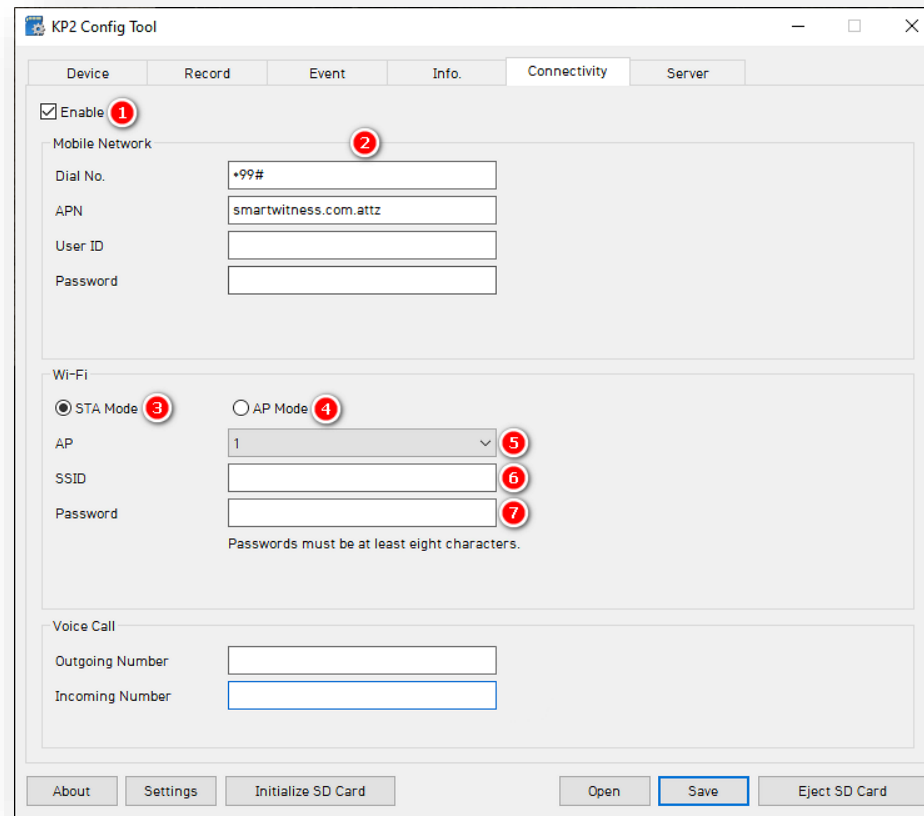 KP2 Config Tool
Device Record Event Info. Connectivity Server
Enable 1
Mobile Network 2
Dial No. *99#
APN smartwitness.com.attz
User ID
Password
Wi-Fi
STA Mode 3 AP Mode 4
AP 1 5
SSID 6
Password 7
Passwords must be at least eight characters.
Voice Call
Outgoing Number
Incoming Number
About Settings Initialize SD Card Open Save Eject SD Card